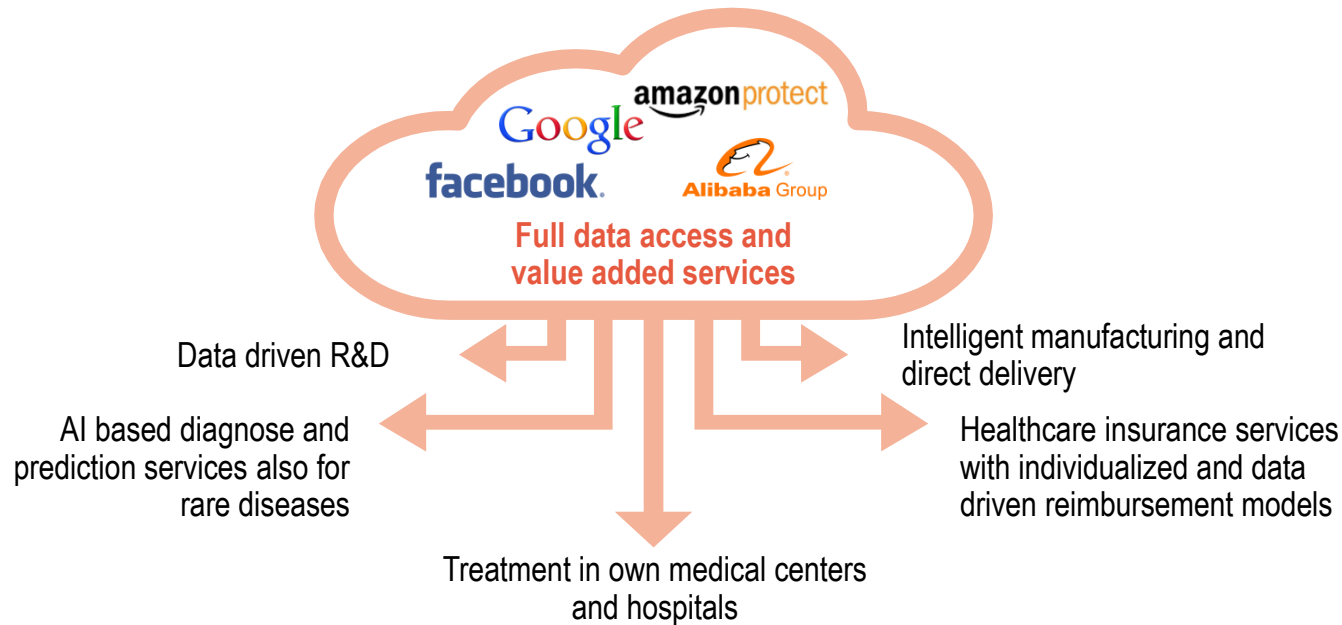 amazonprotect
Google
facebook.
Alibaba Group
Full data access and
value added services
Data driven R&D
Intelligent manufacturing and
direct delivery
AI based diagnose and
prediction services also for
rare diseases
Healthcare insurance services
with individualized and data
driven reimbursement models
Treatment in own medical centers
and hospitals